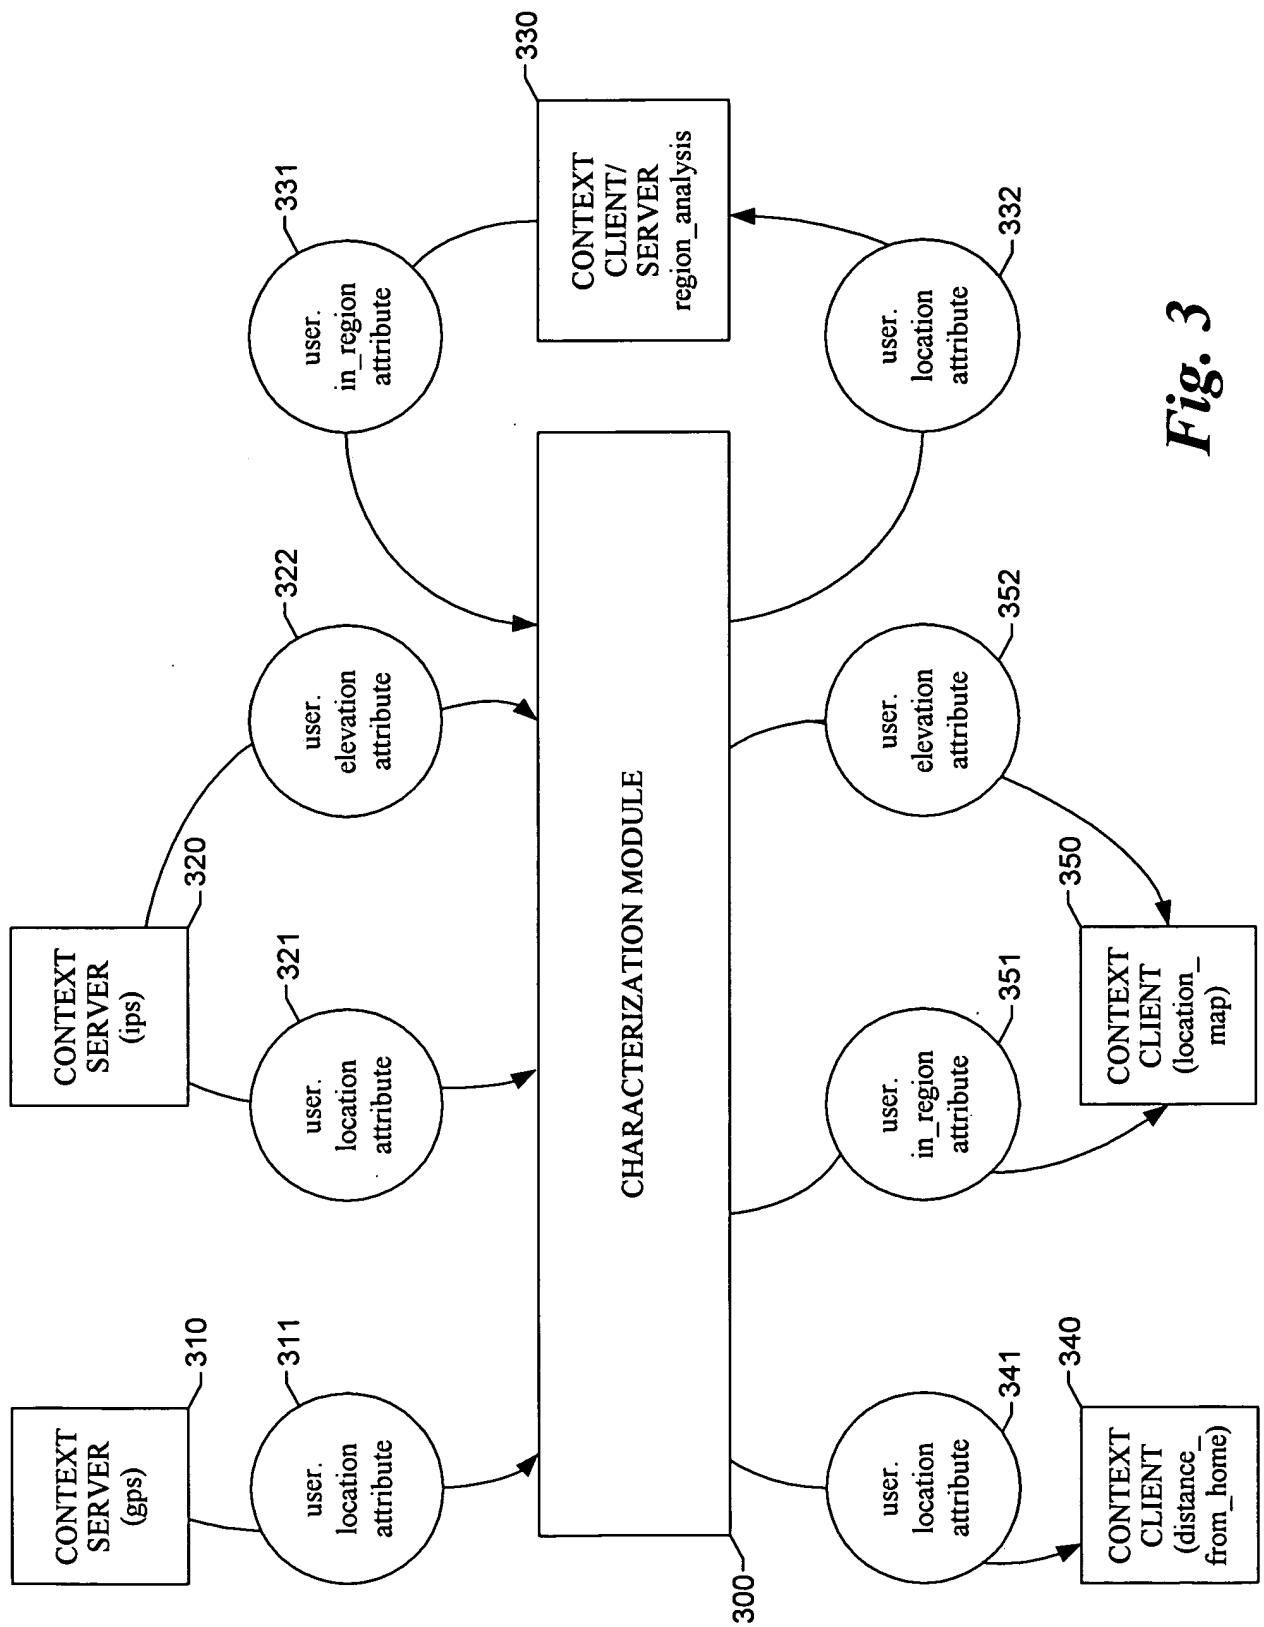 CONTEXT
SERVER
(gps)
310
311
user.
location
attribute
CONTEXT
SERVER
(ips)
320
321
user.
location
attribute
322
user.
elevation
attribute
331
user.
in_region
attribute
330
CONTEXT
CLIENT/
SERVER
region_analysis
300
CHARACTERIZATION MODULE
user.
location
attribute
341
340
CONTEXT
CLIENT
(distance_
from_home)
user.
in_region
attribute
351
user.
elevation
attribute
352
350
CONTEXT
CLIENT
(location_
map)
user.
location
attribute
332
Fig. 3